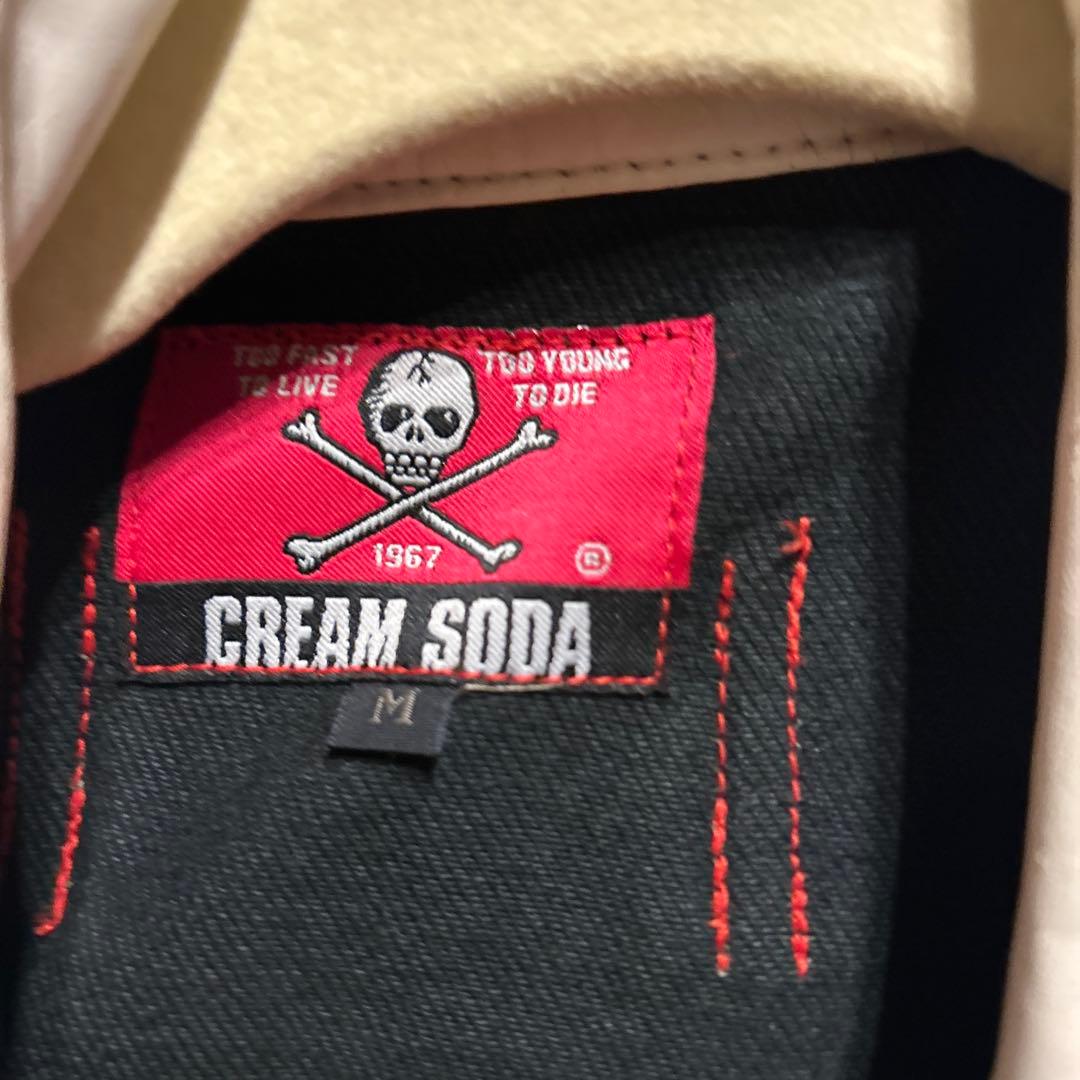 TOO FAST TOO YOUNG
TO LIVE TO DIE
1967 ®
CREAM SODA
M